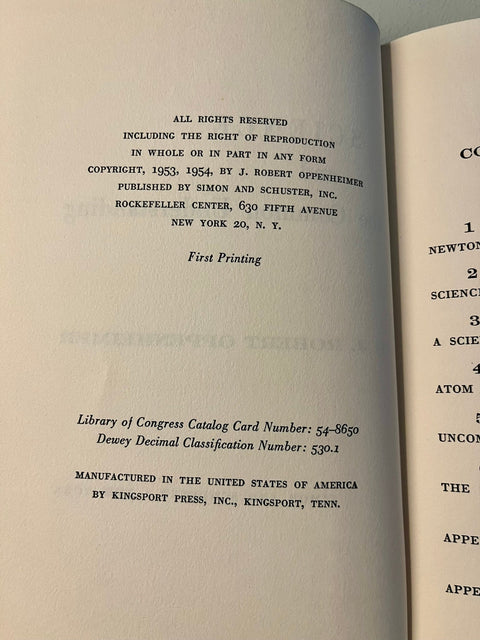 ALL RIGHTS RESERVED
INCLUDING THE RIGHT OF REPRODUCTION
IN WHOLE OR IN PART IN ANY FORM
COPYRIGHT, 1953, 1954, BY J. ROBERT OPPENHEIMER
PUBLISHED BY SIMON AND SCHUSTER, INC.
ROCKEFELLER CENTER, 630 FIFTH AVENUE
NEW YORK 20, N. Y.
First Printing
Library of Congress Catalog Card Number: 54-8650
Dewey Decimal Classification Number: 530.1
MANUFACTURED IN THE UNITED STATES OF AMERICA
BY KINGSPORT PRESS, INC., KINGSPORT, TENN.
CO
1
NEWTON
2
SCIENC
3
A SCIE
4
ATOM
5
UNCOM
THE
APPE
APPE